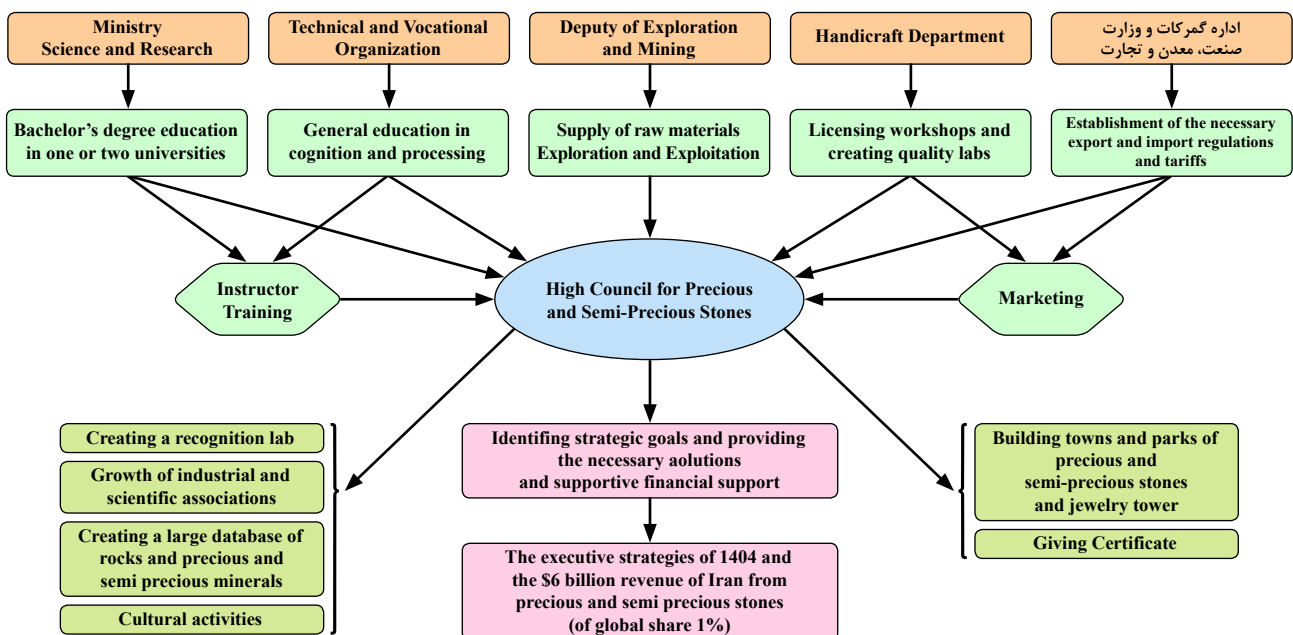 Ministry
Science and Research
Technical and Vocational
Organization
Deputy of Exploration
and Mining
Handicraft Department
اداره گمرکات و وزارت
صنعت، معدن و تجارت
Bachelor's degree education
in one or two universities
General education in
cognition and processing
Supply of raw materials
Exploration and Exploitation
Licensing workshops and
creating quality labs
Establishment of the necessary
export and import regulations
and tariffs
Instructor
Training
High Council for Precious
and Semi-Precious Stones
Marketing
Creating a recognition lab
Growth of industrial and
scientific associations
Creating a large database of
rocks and precious and
semi precious minerals
Cultural activities
Identifing strategic goals and providing
the necessary aolutions
and supportive financial support
The executive strategies of 1404 and
the $6 billion revenue of Iran from
precious and semi precious stones
(of global share 1%)
Building towns and parks of
precious and
semi-precious stones
and jewelry tower
Giving Certificate